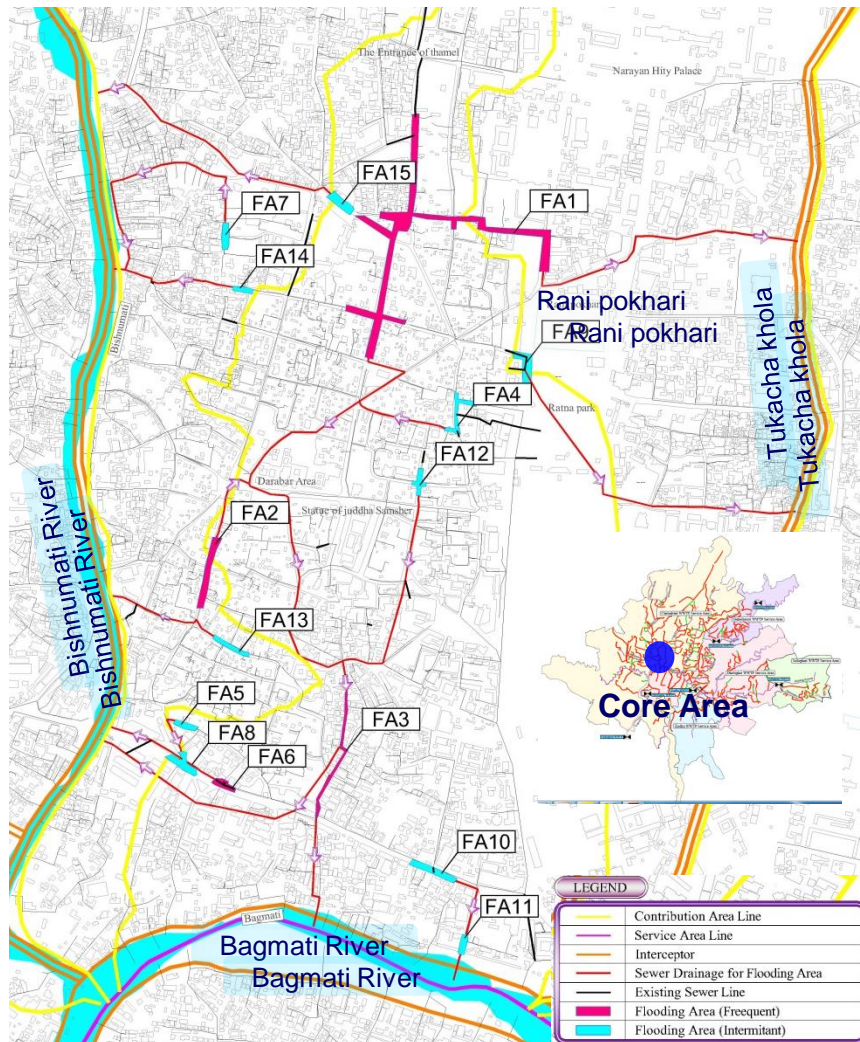 The Entrance of thamel
Narayan Hity Palace
FA15
FA1
FA7
FA14
Rani pokhari
Rani pokhari
Tukacha khola
Tukacha khola
Bishnumati
FA4
Ratna park
FA12
Darabar Area
Statue of juddha Samsher
FA2
Bishnumati River
Bishnumati River
FA13
Core Area
FA5
FA3
FA8
FA6
FA10
FA11
Bagmati
Bagmati River
Bagmati River
LEGEND
Contribution Area Line
Service Area Line
Interceptor
Sewer Drainage for Flooding Area
Existing Sewer Line
Flooding Area (Freequent)
Flooding Area (Intermitant)